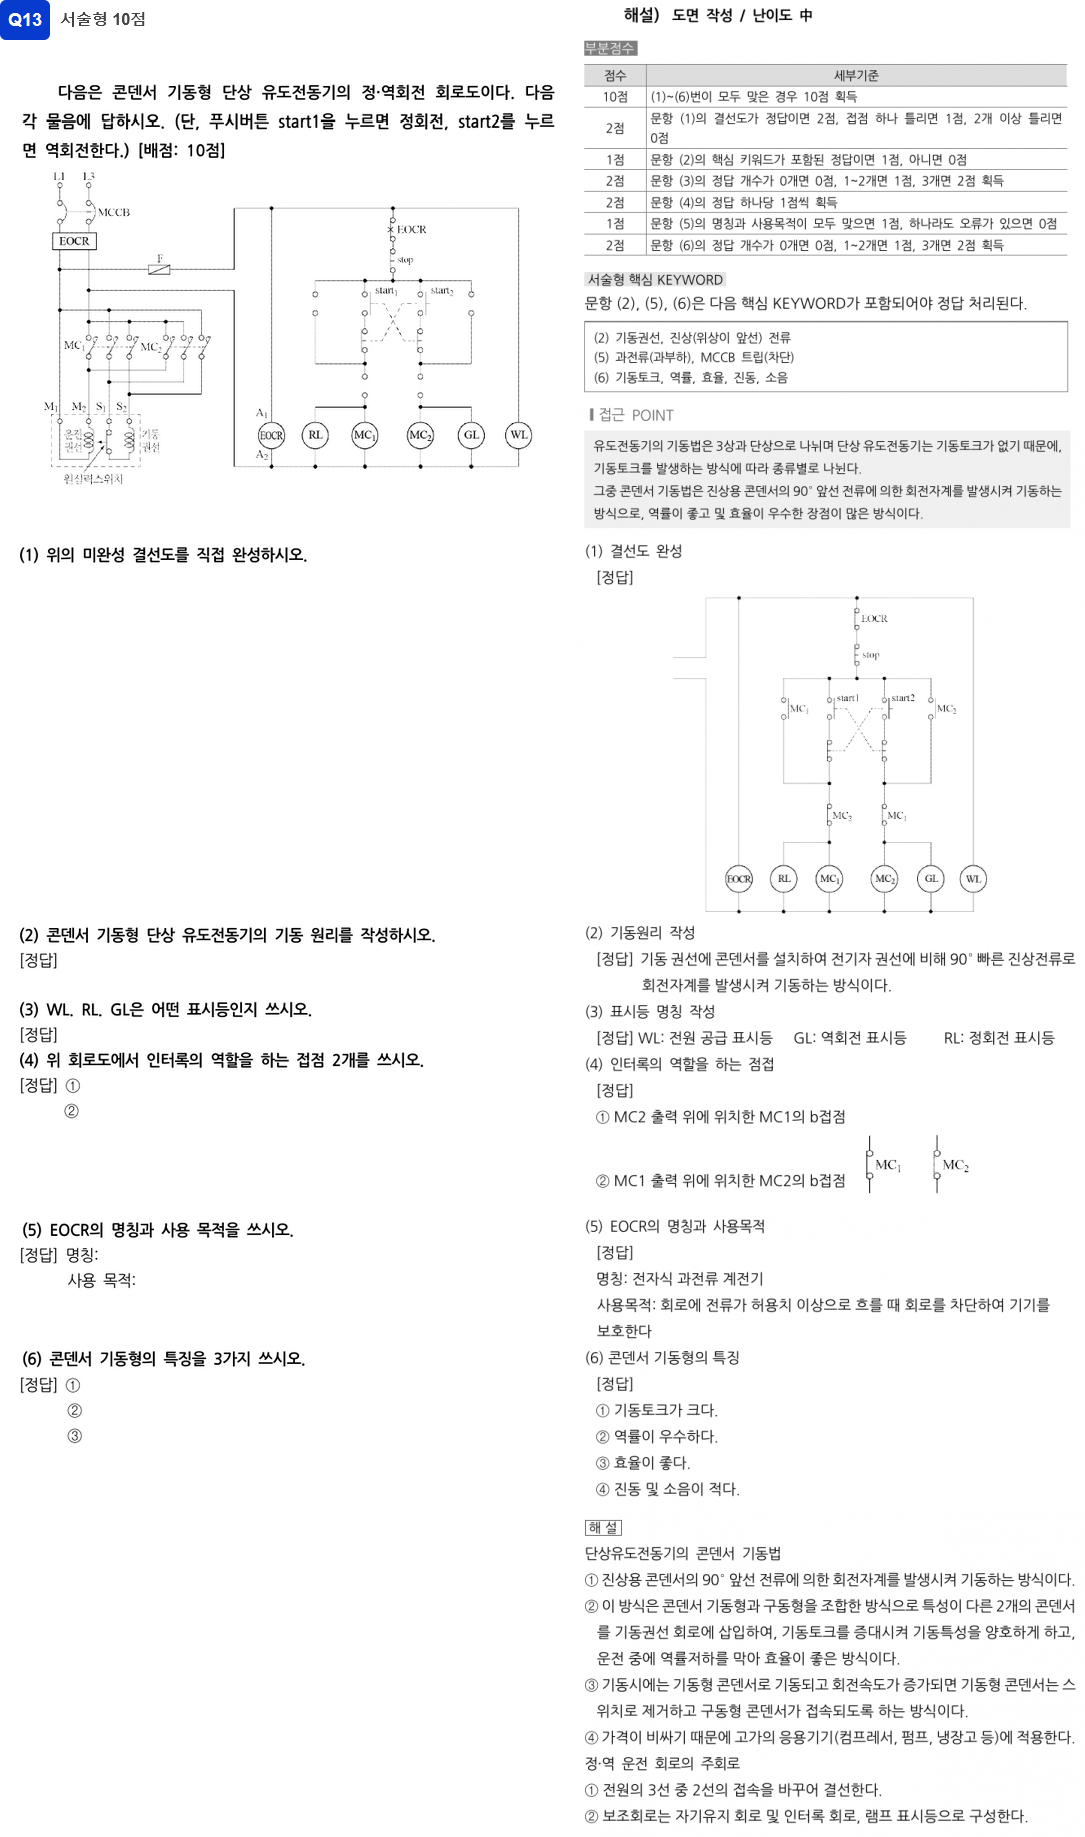 Q13 서술형 10점
다음은 콘덴서 기동형 단상 유도전동기의 정·역회전 회로도이다. 다음
각 물음에 답하시오. (단, 푸시버튼 start1을 누르면 정회전, start2를 누르
면 역회전한다.) [배점: 10점]
L1 L3
MCCB
EOCR
F
EOCR
stop
start1 start2
MC1 MC2
M1 M2 S1 S2
운전 기동
권선 권선
원심력스위치
A1
EOCR RL MC1 MC2 GL WL
A2
(1) 위의 미완성 결선도를 직접 완성하시오.
(2) 콘덴서 기동형 단상 유도전동기의 기동 원리를 작성하시오.
[정답]
(3) WL. RL. GL은 어떤 표시등인지 쓰시오.
[정답]
(4) 위 회로도에서 인터록의 역할을 하는 접점 2개를 쓰시오.
[정답] ①
②
(5) EOCR의 명칭과 사용 목적을 쓰시오.
[정답] 명칭:
사용 목적:
(6) 콘덴서 기동형의 특징을 3가지 쓰시오.
[정답] ①
②
③
해설) 도면 작성 / 난이도 中
부분점수
점수 세부기준
10점 (1)~(6)번이 모두 맞은 경우 10점 획득
2점 문항 (1)의 결선도가 정답이면 2점, 접점 하나 틀리면 1점, 2개 이상 틀리면
0점
1점 문항 (2)의 핵심 키워드가 포함된 정답이면 1점, 아니면 0점
2점 문항 (3)의 정답 개수가 0개면 0점, 1~2개면 1점, 3개면 2점 획득
2점 문항 (4)의 정답 하나당 1점씩 획득
1점 문항 (5)의 명칭과 사용목적이 모두 맞으면 1점, 하나라도 오류가 있으면 0점
2점 문항 (6)의 정답 개수가 0개면 0점, 1~2개면 1점, 3개면 2점 획득
서술형 핵심 KEYWORD
문항 (2), (5), (6)은 다음 핵심 KEYWORD가 포함되어야 정답 처리된다.
(2) 기동권선, 진상(위상이 앞선) 전류
(5) 과전류(과부하), MCCB 트립(차단)
(6) 기동토크, 역률, 효율, 진동, 소음
접근 POINT
유도전동기의 기동법은 3상과 단상으로 나뉘며 단상 유도전동기는 기동토크가 없기 때문에,
기동토크를 발생하는 방식에 따라 종류별로 나뉜다.
그중 콘덴서 기동법은 진상용 콘덴서의 90° 앞선 전류에 의한 회전자계를 발생시켜 기동하는
방식으로, 역률이 좋고 및 효율이 우수한 장점이 많은 방식이다.
(1) 결선도 완성
[정답]
EOCR
stop
MC1 start1 start2 MC2
MC2 MC1
EOCR RL MC1 MC2 GL WL
(2) 기동원리 작성
[정답] 기동 권선에 콘덴서를 설치하여 전기자 권선에 비해 90° 빠른 진상전류로
회전자계를 발생시켜 기동하는 방식이다.
(3) 표시등 명칭 작성
[정답] WL: 전원 공급 표시등 GL: 역회전 표시등 RL: 정회전 표시등
(4) 인터록의 역할을 하는 점접
[정답]
① MC2 출력 위에 위치한 MC1의 b접점
MC1 MC2
② MC1 출력 위에 위치한 MC2의 b접점
(5) EOCR의 명칭과 사용목적
[정답]
명칭: 전자식 과전류 계전기
사용목적: 회로에 전류가 허용치 이상으로 흐를 때 회로를 차단하여 기기를
보호한다
(6) 콘덴서 기동형의 특징
[정답]
① 기동토크가 크다.
② 역률이 우수하다.
③ 효율이 좋다.
④ 진동 및 소음이 적다.
해 설
단상유도전동기의 콘덴서 기동법
① 진상용 콘덴서의 90° 앞선 전류에 의한 회전자계를 발생시켜 기동하는 방식이다.
② 이 방식은 콘덴서 기동형과 구동형을 조합한 방식으로 특성이 다른 2개의 콘덴서
를 기동권선 회로에 삽입하여, 기동토크를 증대시켜 기동특성을 양호하게 하고,
운전 중에 역률저하를 막아 효율이 좋은 방식이다.
③ 기동시에는 기동형 콘덴서로 기동되고 회전속도가 증가되면 기동형 콘덴서는 스
위치로 제거하고 구동형 콘덴서가 접속되도록 하는 방식이다.
④ 가격이 비싸기 때문에 고가의 응용기기(컴프레서, 펌프, 냉장고 등)에 적용한다.
정·역 운전 회로의 주회로
① 전원의 3선 중 2선의 접속을 바꾸어 결선한다.
② 보조회로는 자기유지 회로 및 인터록 회로, 램프 표시등으로 구성한다.